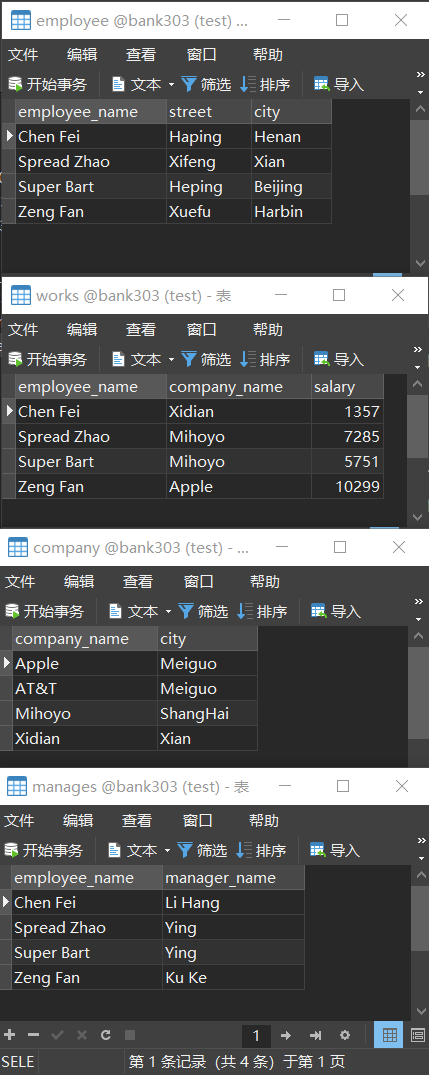 employee @bank303 (test) ...
文件 编辑 查看 窗口 帮助
开始事务 文本 筛选 排序 导入 »
employee_name street city
Chen Fei Haping Henan
Spread Zhao Xifeng Xian
Super Bart Heping Beijing
Zeng Fan Xuefu Harbin
works @bank303 (test) - 表
文件 编辑 查看 窗口 帮助
开始事务 文本 筛选 排序 导入 »
employee_name company_name salary
Chen Fei Xidian 1357
Spread Zhao Mihoyo 7285
Super Bart Mihoyo 5751
Zeng Fan Apple 10299
company @bank303 (test) - ...
文件 编辑 查看 窗口 帮助
开始事务 文本 筛选 排序 导入 »
company_name city
Apple Meiguo
AT&T Meiguo
Mihoyo ShangHai
Xidian Xian
manages @bank303 (test) - 表
文件 编辑 查看 窗口 帮助
开始事务 文本 筛选 排序 导入 »
employee_name manager_name
Chen Fei Li Hang
Spread Zhao Ying
Super Bart Ying
Zeng Fan Ku Ke
1
SELE 第 1 条记录 (共 4 条) 于第 1 页